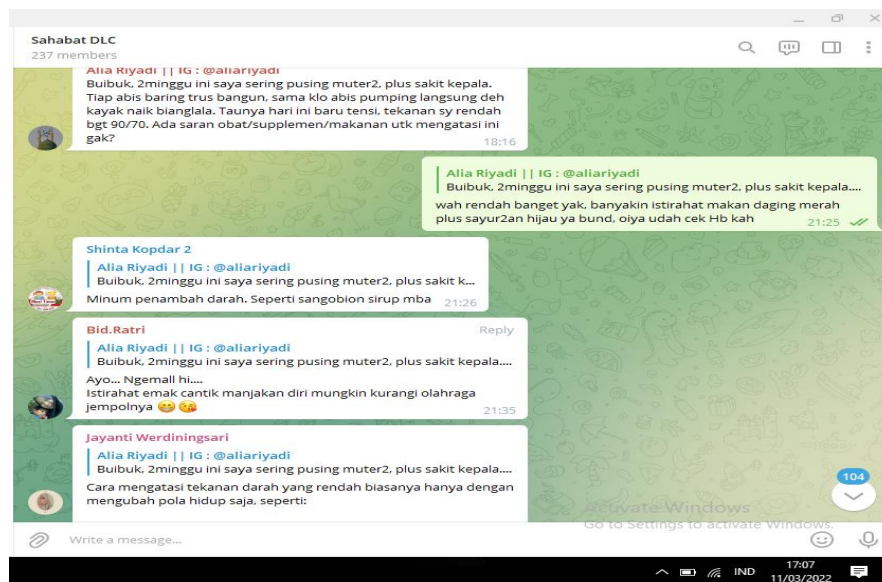 Sahabat DLC
237 members
Alia Riyadi || IG : @aliariyadi
Buibuk, 2minggu ini saya sering pusing muter2, plus sakit kepala.
Tiap abis baring trus bangun, sama klo abis pumping langsung deh
kayak naik bianglala. Taunya hari ini baru tensi, tekanan sy rendah
bgt 90/70. Ada saran obat/supplemen/makanan utk mengatasi ini
gak?
18:16
Alia Riyadi || IG : @aliariyadi
Buibuk, 2minggu ini saya sering pusing muter2, plus sakit kepala....
wah rendah banget yak, banyakin istirahat makan daging merah
plus sayur2an hijau ya bund, oiya udah cek Hb kah
21:25
Shinta Kopdar 2
Alia Riyadi || IG : @aliariyadi
Buibuk, 2minggu ini saya sering pusing muter2, plus sakit k...
Minum penambah darah. Seperti sangobion sirup mba 21:26
Bid.Ratri Reply
Alia Riyadi || IG : @aliariyadi
Buibuk, 2minggu ini saya sering pusing muter2, plus sakit kepala....
Ayo... Ngemall hi....
Istirahat emak cantik manjakan diri mungkin kurangi olahraga
jempolnya 😁😘
21:35
Jayanti Werdiningsari
Alia Riyadi || IG : @aliariyadi
Buibuk, 2minggu ini saya sering pusing muter2, plus sakit kepala....
Cara mengatasi tekanan darah yang rendah biasanya hanya dengan
mengubah pola hidup saja, seperti:
104
Activate Windows
Go to Settings to activate Windows.
Write a message...
IND
17:07
11/03/2022